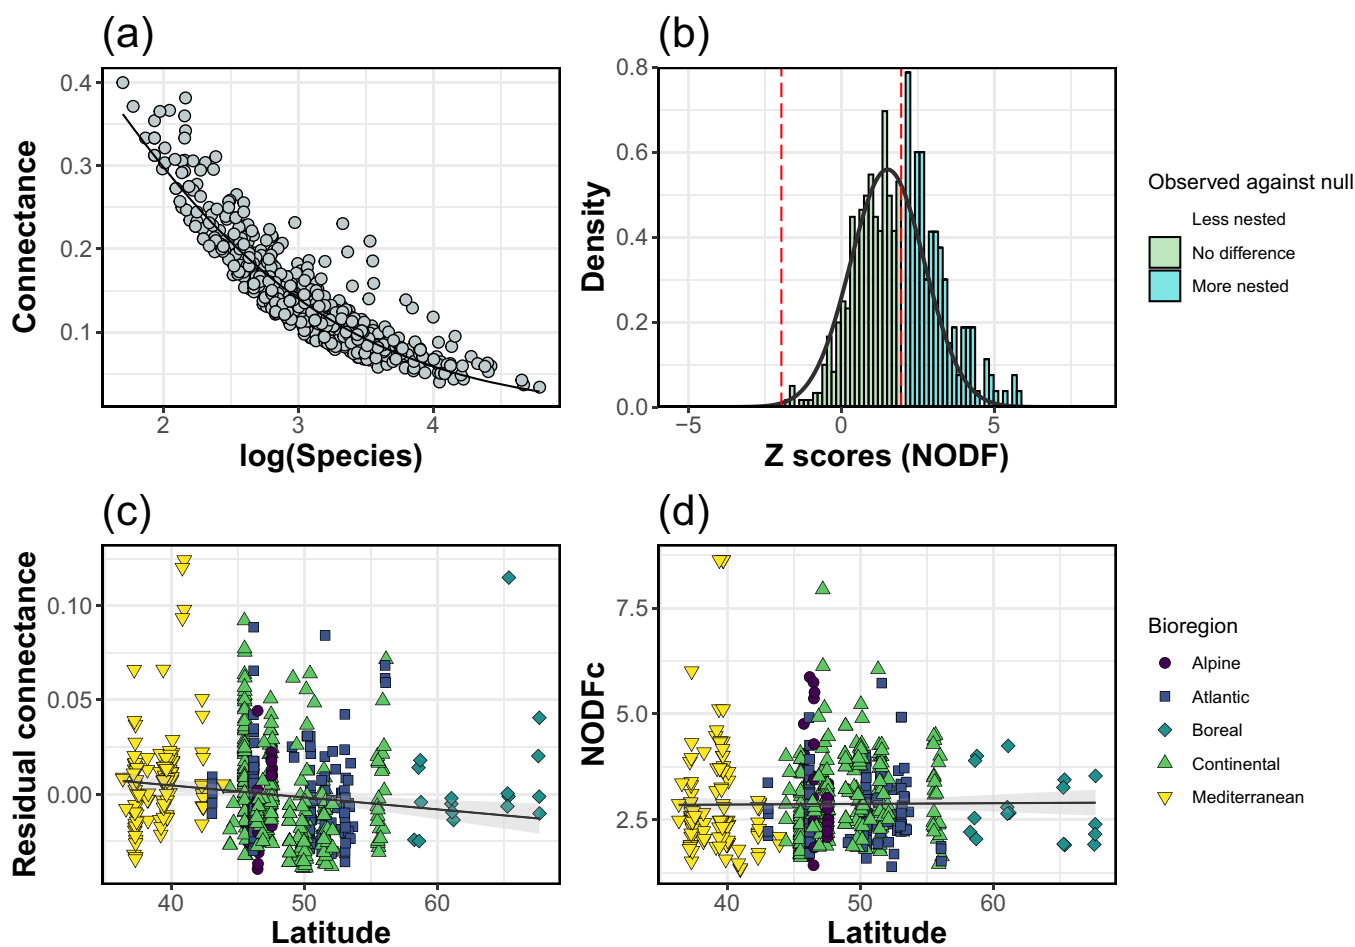 (a)
(b)
0.4
0.3
0.2
0.1
Connectance
2
3
4
log(Species)
0.8
0.6
0.4
0.2
0.0
Density
−5
0
5
Z scores (NODF)
Observed against null
Less nested
No difference
More nested
(c)
(d)
0.10
0.05
0.00
Residual connectance
40
50
60
Latitude
7.5
5.0
2.5
NODFc
40
50
60
Latitude
Bioregion
Alpine
Atlantic
Boreal
Continental
Mediterranean